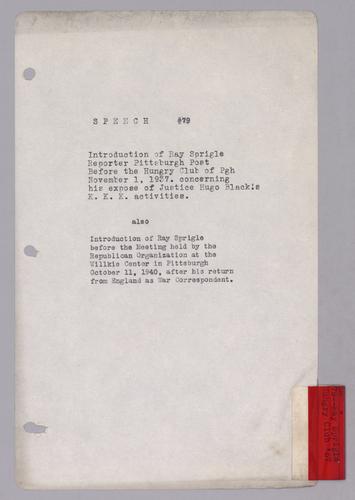 SPEECH #79
Introduction of Ray Sprigle
Reporter Pittsburgh Post
Before the Hungry Club of Pgh
November 1, 1937. concerning
his expose of Justice Hugo Black's
K. K. K. activities.
also
Introduction of Ray Sprigle
before the Meeting held by the
Republican Organization at the
Willkie Center in Pittsburgh
October 11, 1940, after his return
from England as War Correspondent.